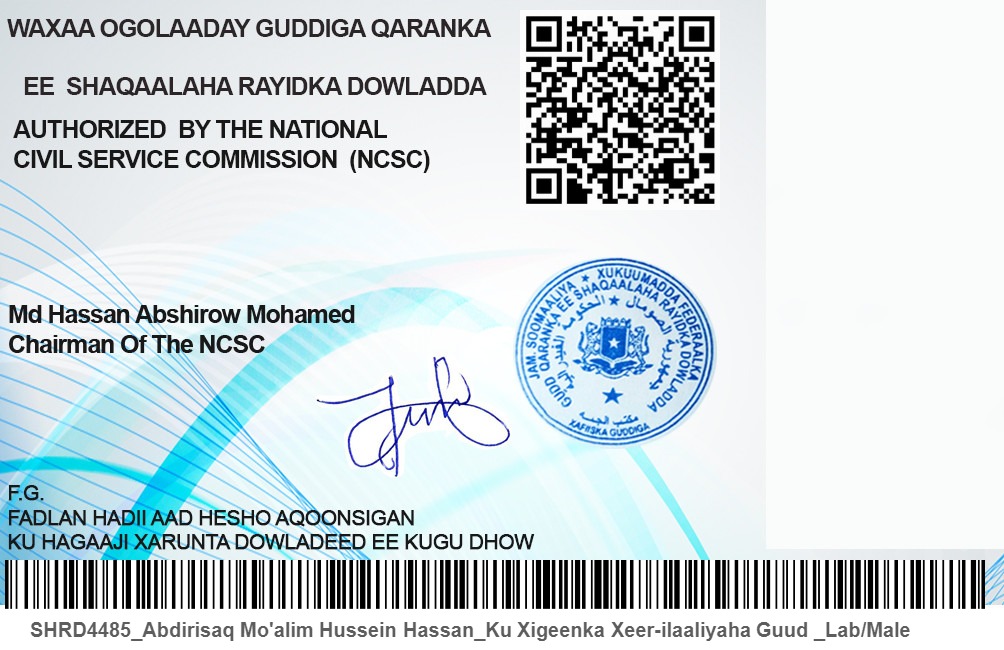 WAXAA OGOLAADAY GUDDIGA QARANKA
EE SHAQAALAHA RAYIDKA DOWLADDA
AUTHORIZED BY THE NATIONAL
CIVIL SERVICE COMMISSION (NCSC)
JAM. SOOMAALIYA ★ XUKUUMADDA FEDERAALKA
GUDD QARANKA EE SHAQAALAHA RAYIDKA DOWLADDA
مكتب
XAFIISKA GUDDIGA
Md Hassan Abshirow Mohamed
Chairman Of The NCSC
F.G.
FADLAN HADII AAD HESHO AQOONSIGAN
KU HAGAAJI XARUNTA DOWLADEED EE KUGU DHOW
SHRD4485_Abdirisaq Mo'alim Hussein Hassan_Ku Xigeenka Xeer-ilaaliyaha Guud _Lab/Male